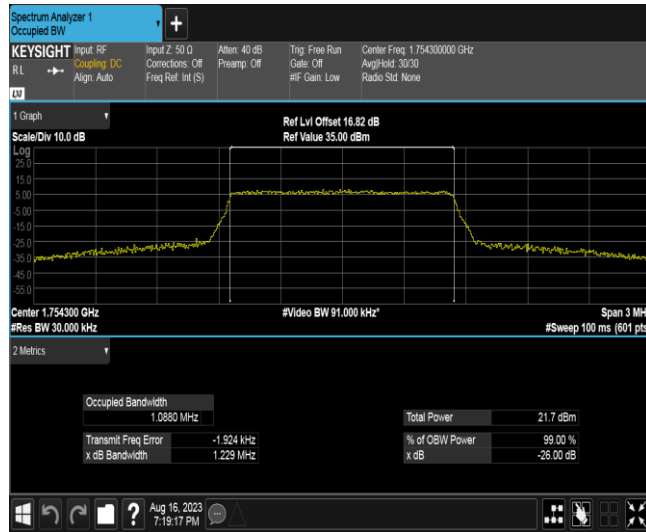 Spectrum Analyzer 1
Occupied BW
+
KEYSIGHT Input: RF Input Z: 50 Ω Atten: 40 dB Trig: Free Run Center Freq: 1.754300000 GHz
RL Coupling: DC Corrections: Off Preamp: Off Gate: Off Avg|Hold: 30/30
Align: Auto Freq Ref: Int (S) #IF Gain: Low Radio Std: None
LXI
1 Graph
Ref Lvl Offset 16.82 dB
Scale/Div 10.0 dB Ref Value 35.00 dBm
Log
25.0
15.0
5.00
-5.00
-15.0
-25.0
-35.0
-45.0
-55.0
Center 1.754300 GHz #Video BW 91.000 kHz* Span 3 MH
#Res BW 30.000 kHz #Sweep 100 ms (601 pts
2 Metrics
Occupied Bandwidth
1.0880 MHz Total Power 21.7 dBm
Transmit Freq Error -1.924 kHz % of OBW Power 99.00 %
x dB Bandwidth 1.229 MHz x dB -26.00 dB
? Aug 16, 2023
7:19:17 PM